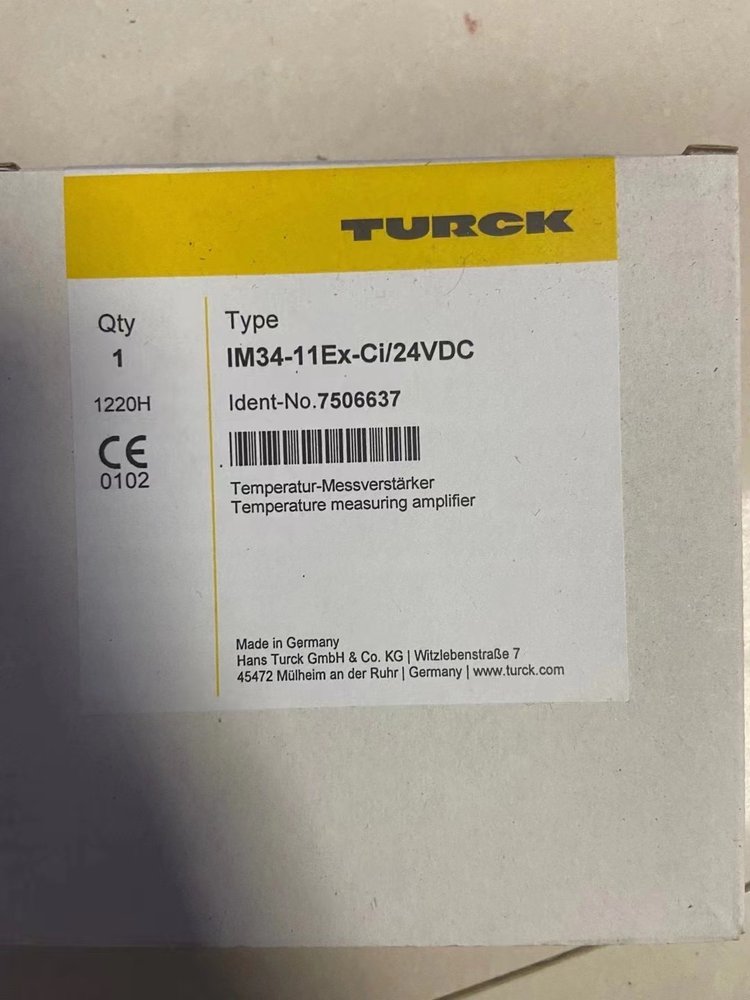 TURCK
Qty
1
1220H
CE
0102
Type
IM34-11Ex-Ci/24VDC
Ident-No.7506637
Temperatur-Messverstärker
Temperature measuring amplifier
Made in Germany
Hans Turck GmbH & Co. KG | Witzlebenstraße 7
45472 Mülheim an der Ruhr | Germany | www.turck.com